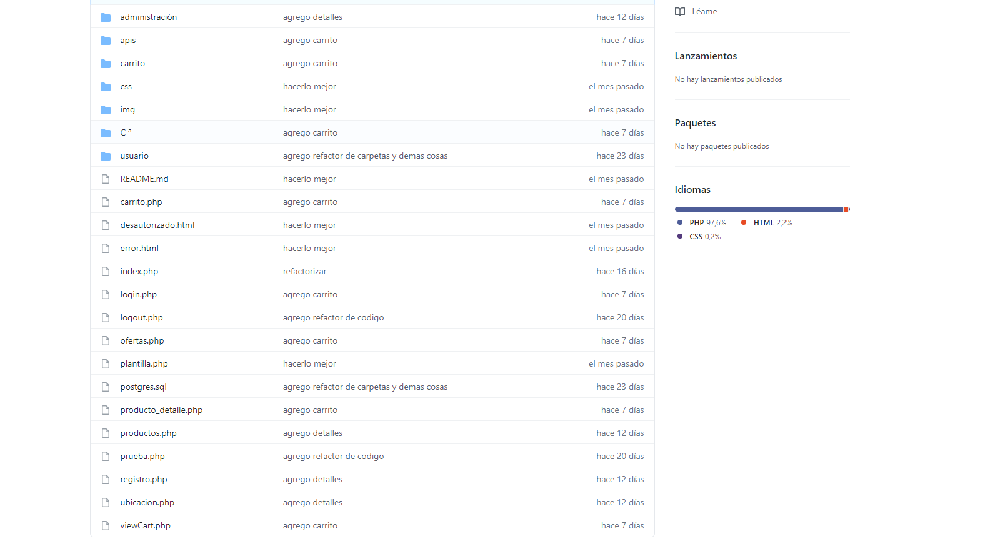 administración agrego detalles hace 12 días
apis agrego carrito hace 7 días
carrito agrego carrito hace 7 días
css hacerlo mejor el mes pasado
img hacerlo mejor el mes pasado
C ª agrego carrito hace 7 días
usuario agrego refactor de carpetas y demas cosas hace 23 días
README.md hacerlo mejor el mes pasado
carrito.php agrego carrito hace 7 días
desautorizado.html hacerlo mejor el mes pasado
error.html hacerlo mejor el mes pasado
index.php refactorizar hace 16 días
login.php agrego carrito hace 7 días
logout.php agrego refactor de codigo hace 20 días
ofertas.php agrego carrito hace 7 días
plantilla.php hacerlo mejor el mes pasado
postgres.sql agrego refactor de carpetas y demas cosas hace 23 días
producto_detalle.php agrego carrito hace 7 días
productos.php agrego detalles hace 12 días
prueba.php agrego refactor de codigo hace 20 días
registro.php agrego detalles hace 12 días
ubicacion.php agrego detalles hace 12 días
viewCart.php agrego carrito hace 7 días
Léame
Lanzamientos
No hay lanzamientos publicados
Paquetes
No hay paquetes publicados
Idiomas
PHP 97,6% HTML 2,2%
CSS 0,2%